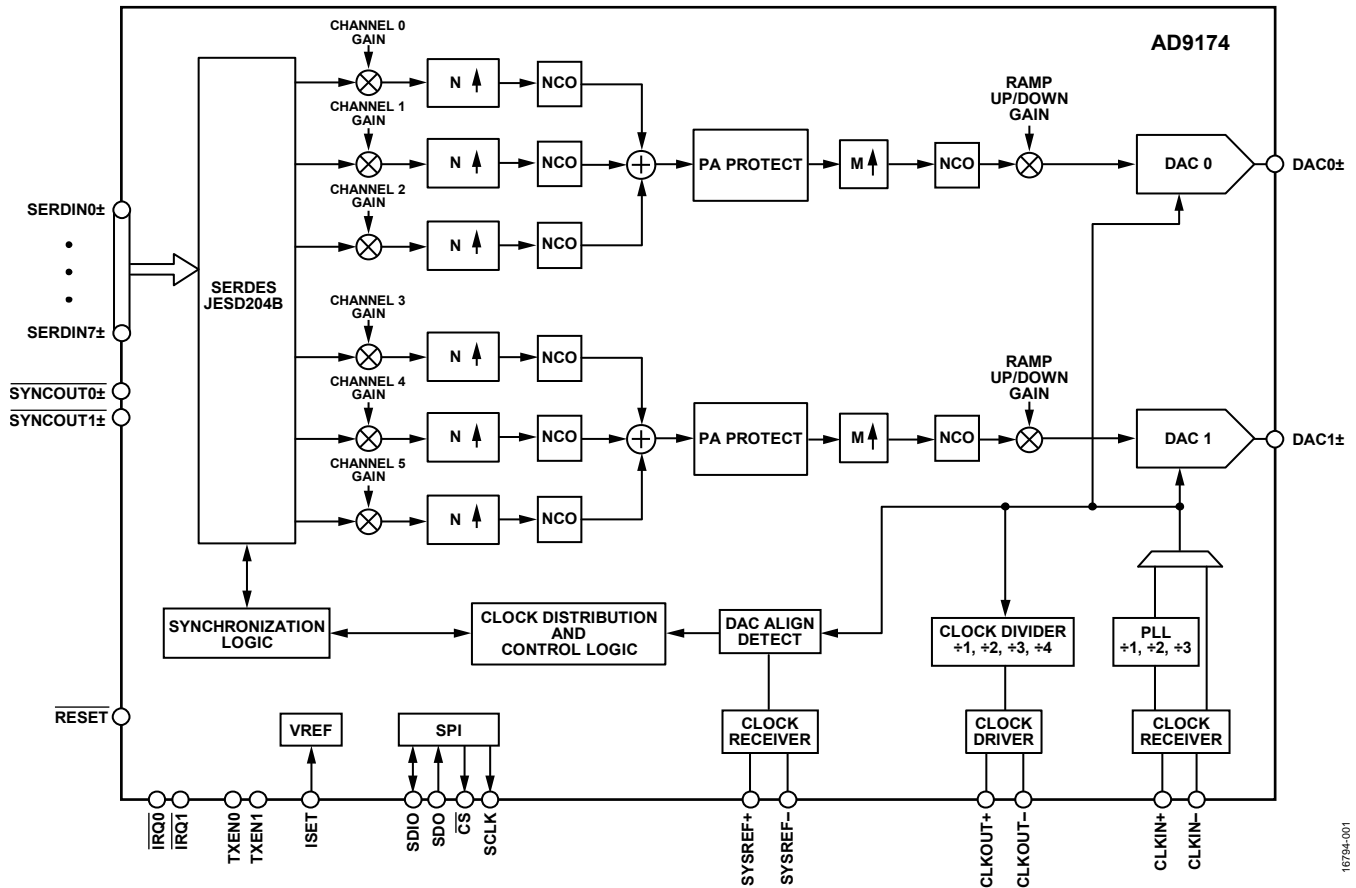 AD9174
CHANNEL 0
GAIN
N
NCO
CHANNEL 1
GAIN
N
NCO
CHANNEL 2
GAIN
N
NCO
PA PROTECT
M
NCO
RAMP
UP/DOWN
GAIN
DAC 0
DAC0±
SERDIN0±
SERDIN7±
SYNCOUT0±
SYNCOUT1±
SERDES
JESD204B
CHANNEL 3
GAIN
N
NCO
CHANNEL 4
GAIN
N
NCO
CHANNEL 5
GAIN
N
NCO
PA PROTECT
M
NCO
RAMP
UP/DOWN
GAIN
DAC 1
DAC1±
SYNCHRONIZATION
LOGIC
CLOCK DISTRIBUTION
AND
CONTROL LOGIC
DAC ALIGN
DETECT
CLOCK DIVIDER
÷1, ÷2, ÷3, ÷4
PLL
÷1, ÷2, ÷3
RESET
VREF
SPI
CLOCK
RECEIVER
CLOCK
DRIVER
CLOCK
RECEIVER
IRQ0
IRQ1
TXEN0
TXEN1
ISET
SDIO
SDO
CS
SCLK
SYSREF+
SYSREF–
CLKOUT+
CLKOUT–
CLKIN+
CLKIN–
16794-001